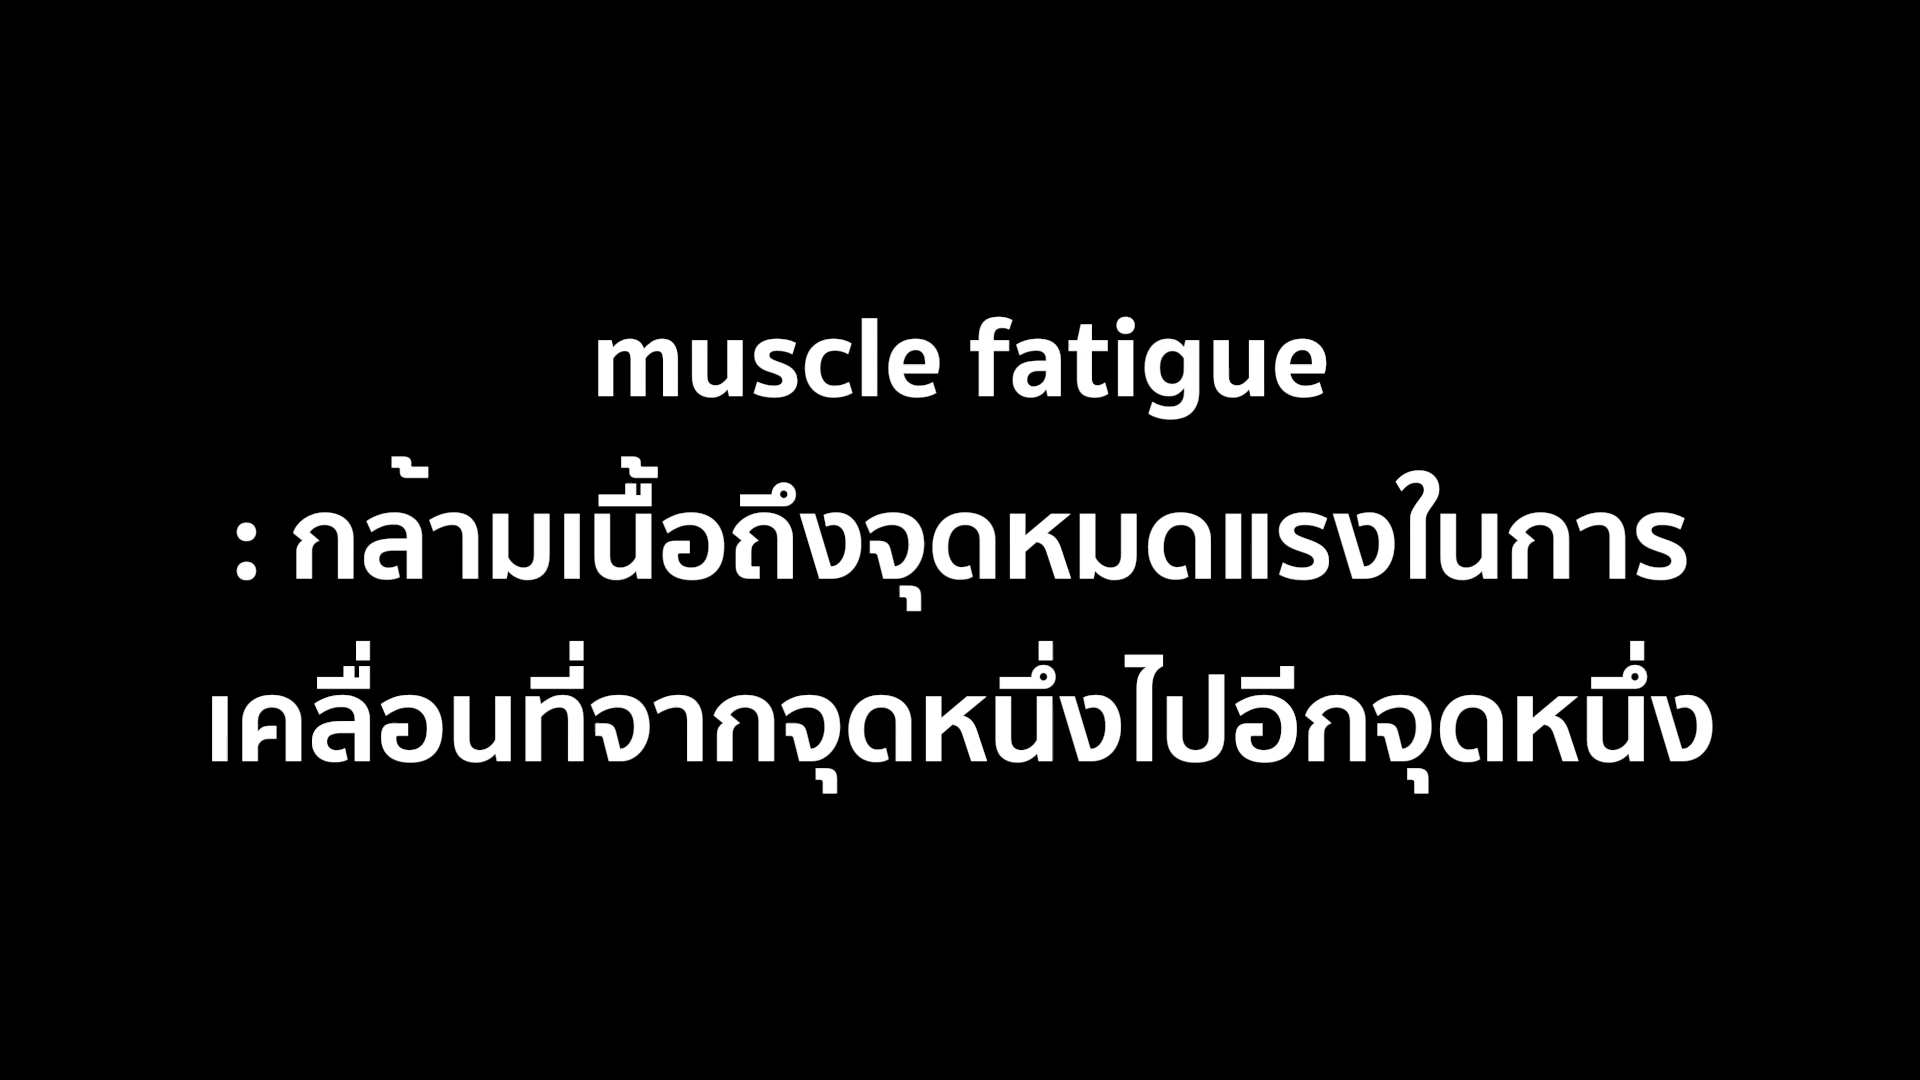 muscle fatigue
: กล้ามเนื้อถึงจุดหมดแรงในการ
เคลื่อนที่จากจุดหนึ่งไปอีกจุดหนึ่ง